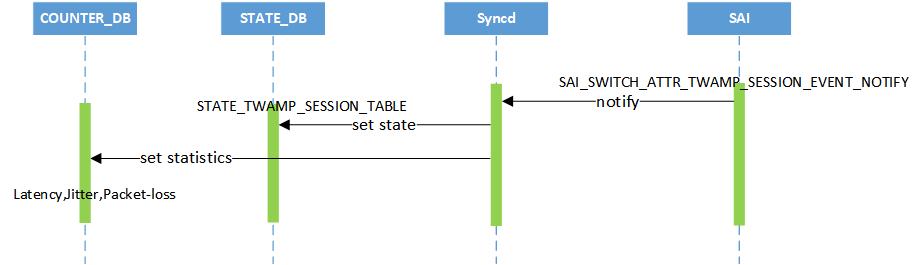 COUNTER_DB
STATE_DB
Syncd
SAI
SAI_SWITCH_ATTR_TWAMP_SESSION_EVENT_NOTIFY
notify
STATE_TWAMP_SESSION_TABLE
set state
set statistics
Latency,Jitter,Packet-loss